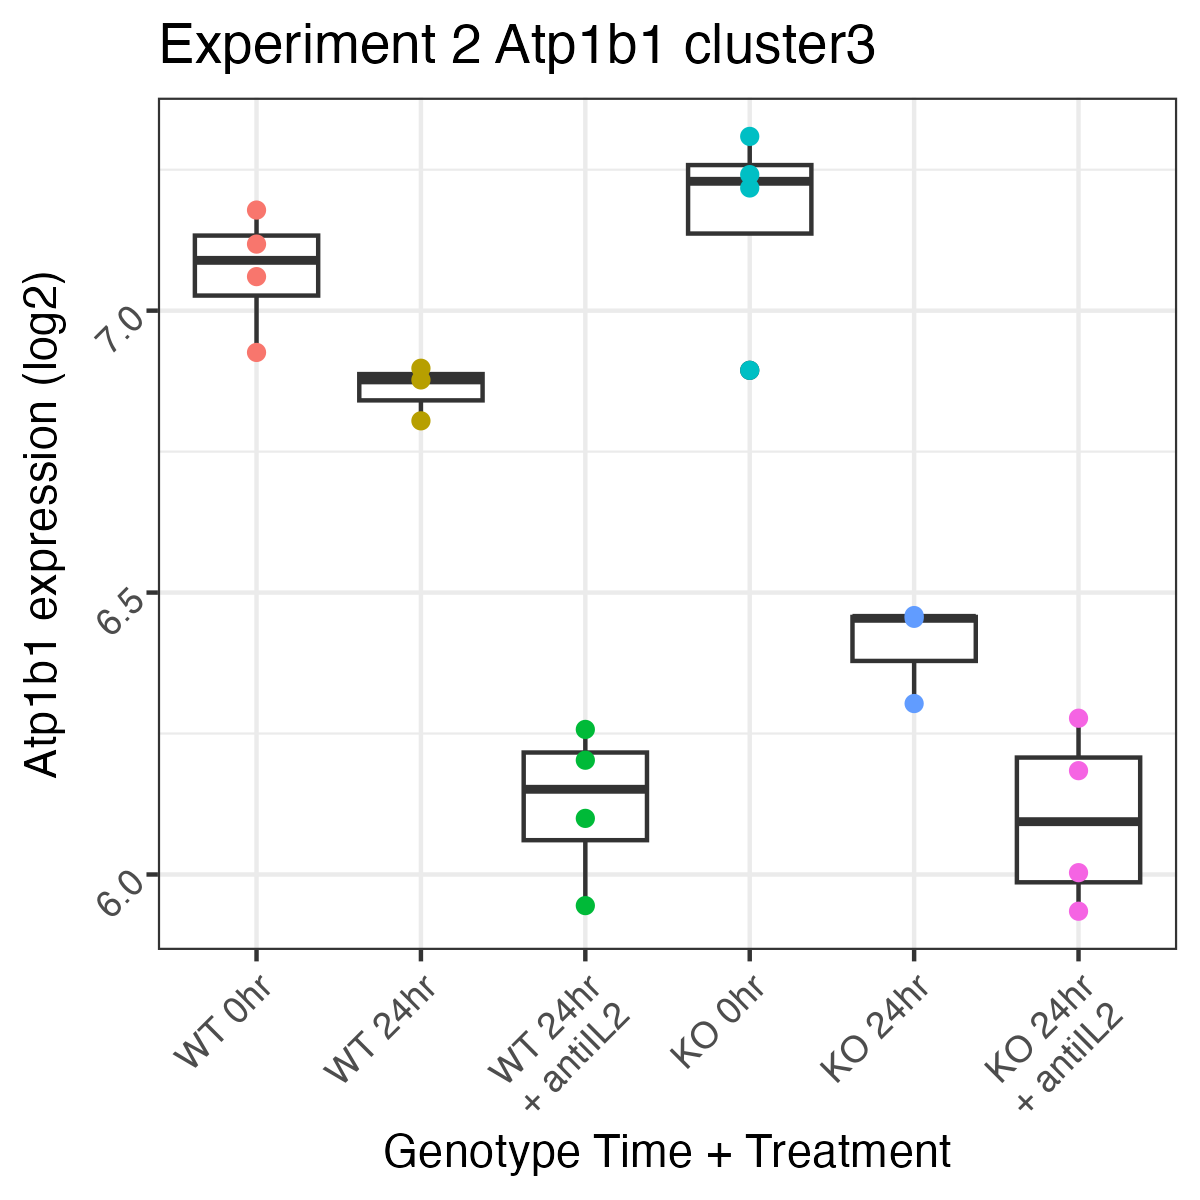 Experiment 2 Atp1b1 cluster3
Atp1b1 expression (log2)
7.0
6.5
6.0
WT 0hr
WT 24hr
WT 24hr
+ antiIL2
KO 0hr
KO 24hr
KO 24hr
+ antiIL2
Genotype Time + Treatment